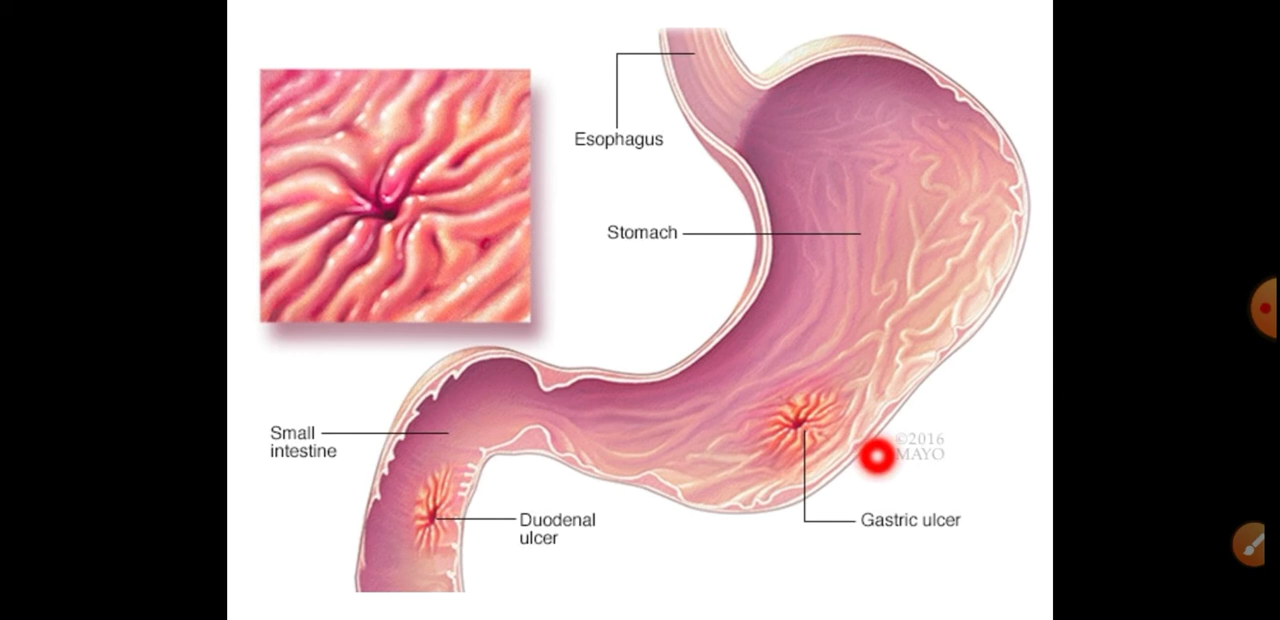 Esophagus
Stomach
Small
intestine
Duodenal
ulcer
©2016
MAYO
Gastric ulcer